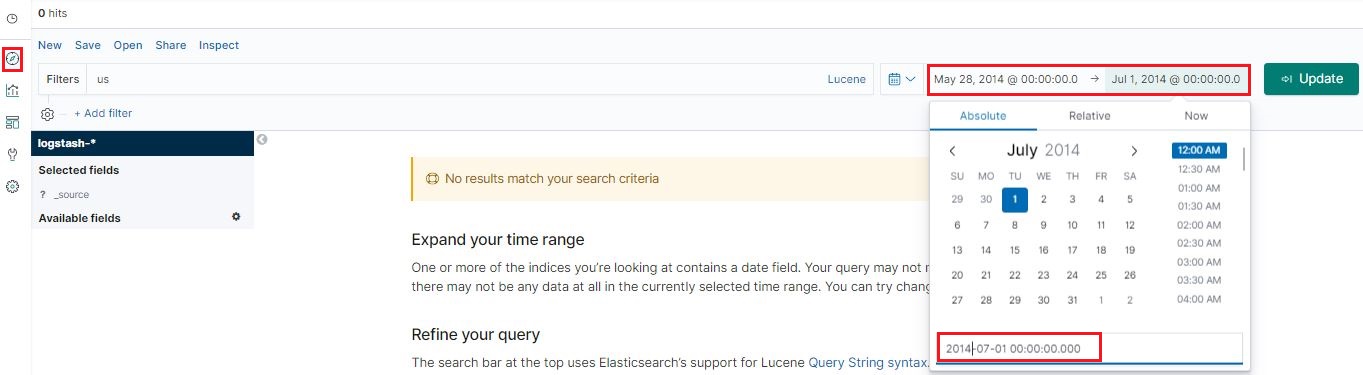 0 hits
New Save Open Share Inspect
Filters us Lucene May 28, 2014 @ 00:00:00.0 → Jul 1, 2014 @ 00:00:00.0 Update
+ Add filter
logstash-*
Selected fields
? _source
Available fields
No results match your search criteria
Expand your time range
One or more of the indices you're looking at contains a date field. Your query may not
there may not be any data at all in the currently selected time range. You can try
Refine your query
The search bar at the top uses Elasticsearch's support for Lucene Query String syntax.
Absolute Relative Now
July 2014
SU MO TU WE TH FR SA
29 30 1 2 3 4 5
6 7 8 9 10 11 12
13 14 15 16 17 18 19
20 21 22 23 24 25 26
27 28 29 30 31 1 2
12:00 AM
12:30 AM
01:00 AM
01:30 AM
02:00 AM
02:30 AM
03:00 AM
03:30 AM
04:00 AM
2014-07-01 00:00:00.000